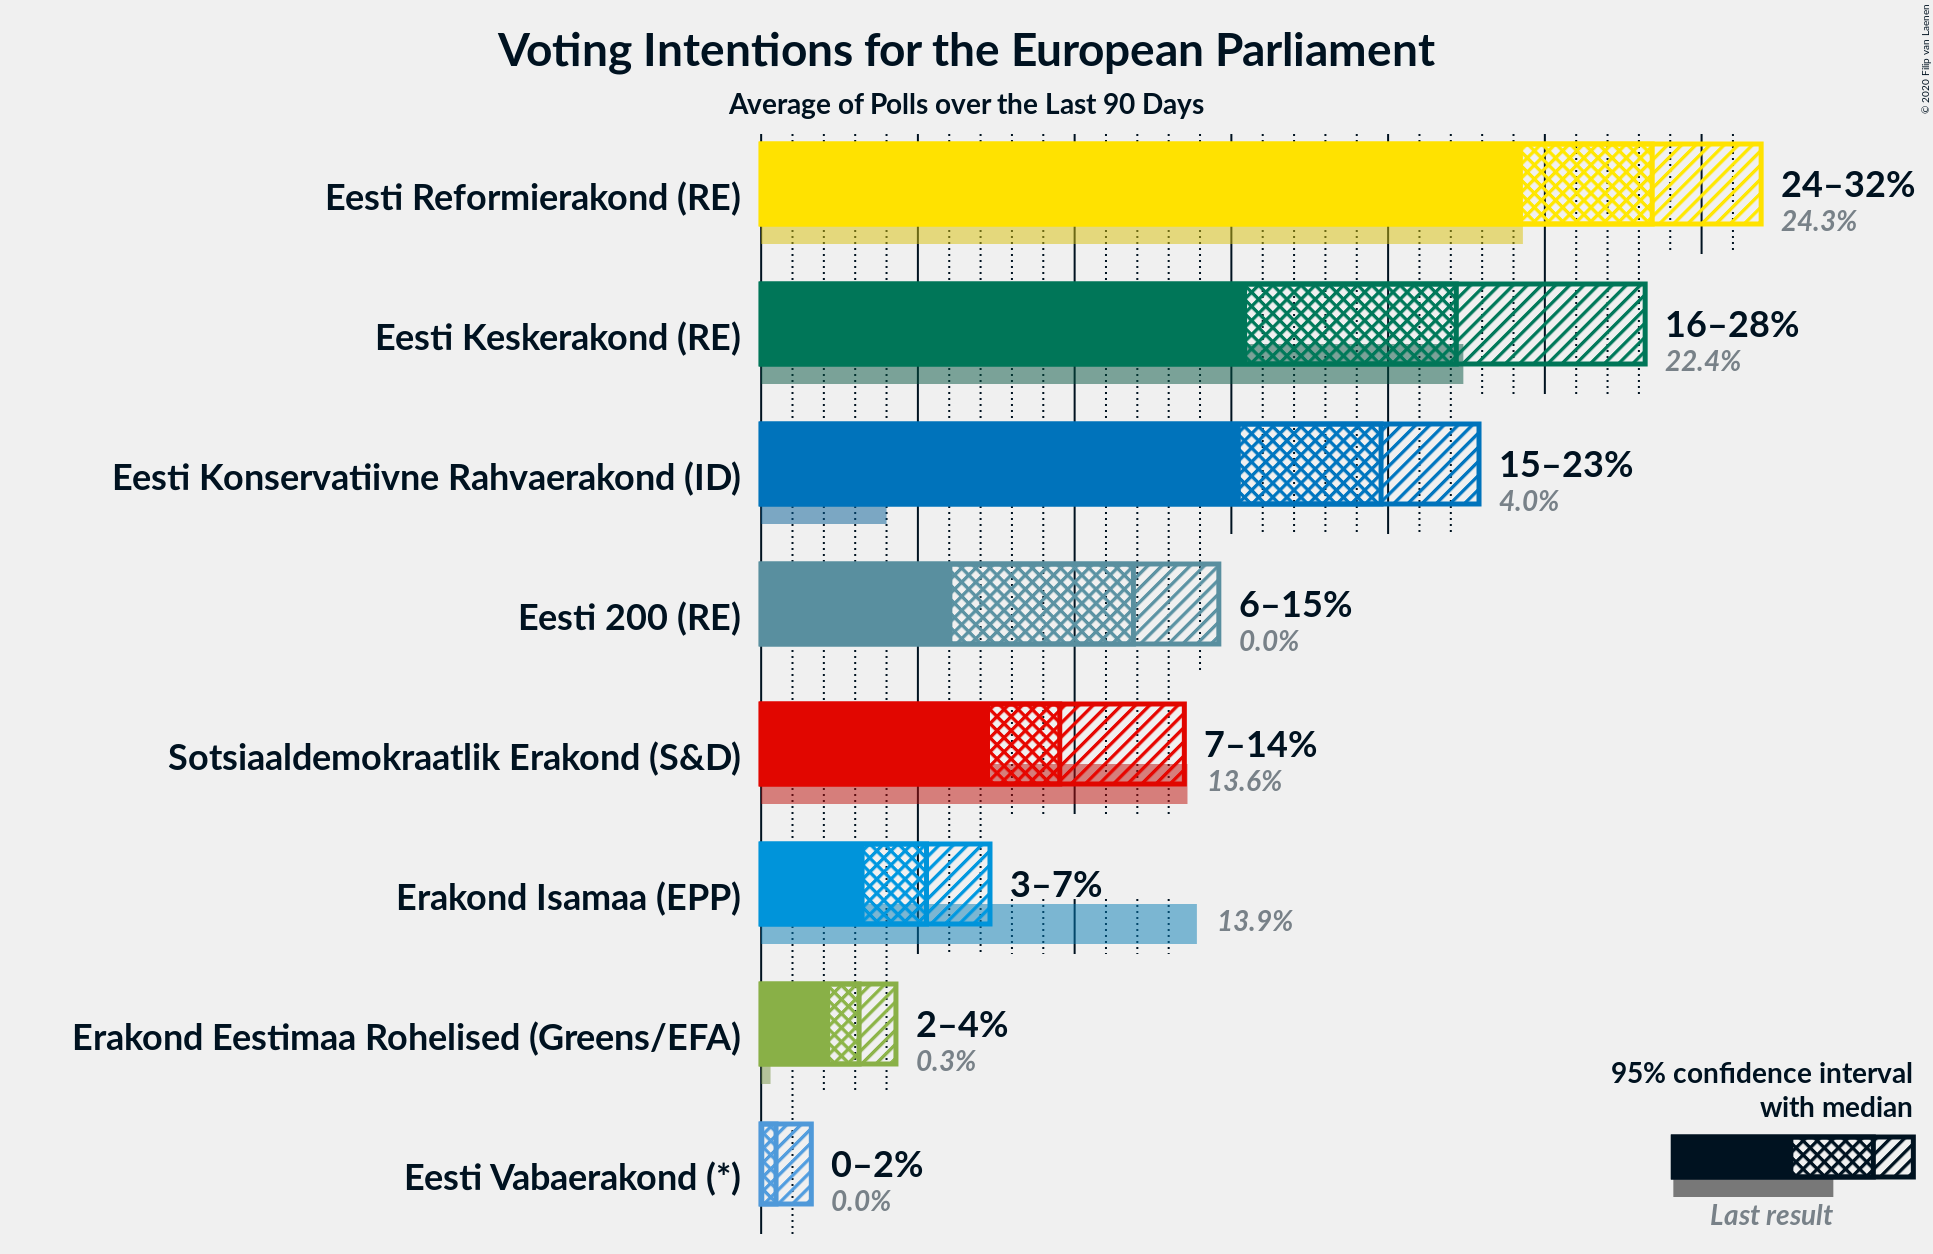 © 2020 Filip van Laenen
Voting Intentions for the European Parliament
Average of Polls over the Last 90 Days
Eesti Reformierakond (RE)
24–32%
24.3%
Eesti Keskerakond (RE)
16–28%
22.4%
Eesti Konservatiivne Rahvaerakond (ID)
15–23%
4.0%
Eesti 200 (RE)
6–15%
0.0%
Sotsiaaldemokraatlik Erakond (S&D)
7–14%
13.6%
Erakond Isamaa (EPP)
3–7%
13.9%
Erakond Eestimaa Rohelised (Greens/EFA)
2–4%
0.3%
Eesti Vabaerakond (*)
0–2%
0.0%
95% confidence interval
with median
Last result